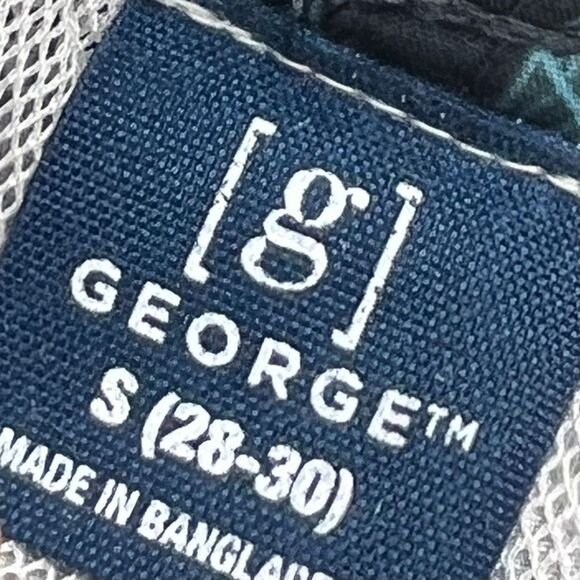 [g]
GEORGE™
S (28-30)
MADE IN